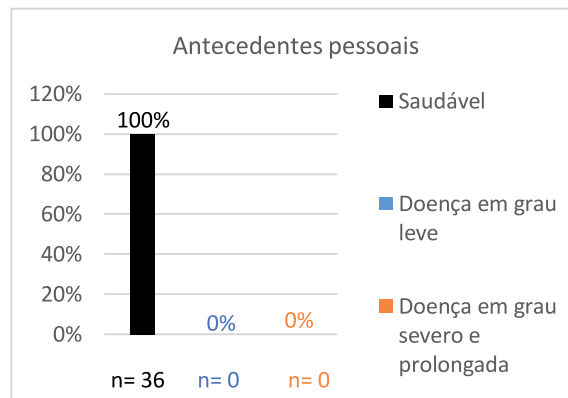 Antecedentes pessoais
120%
100%
80%
60%
40%
20%
0%
100%
0%
0%
n= 36
n= 0
n= 0
Saudável
Doença em grau
leve
Doença em grau
severo e
prolongada